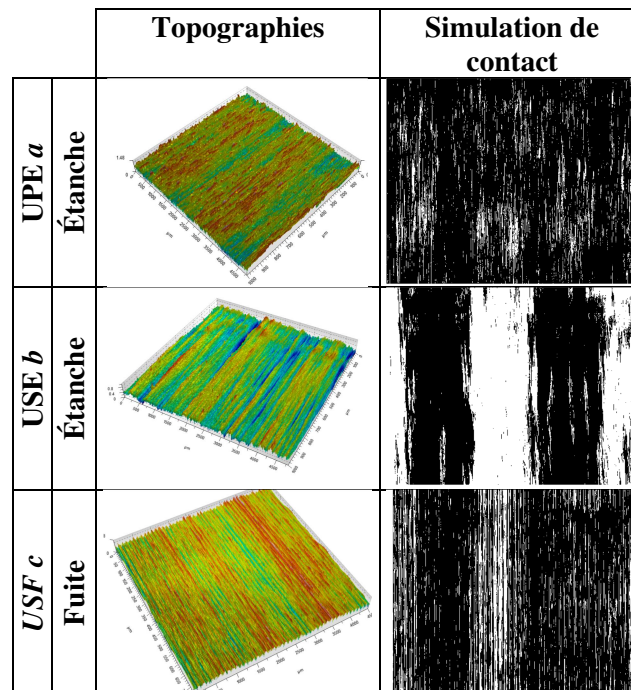 Topographies
Simulation de
contact
UPE a
Étanche
USE b
Étanche
USF c
Fuite